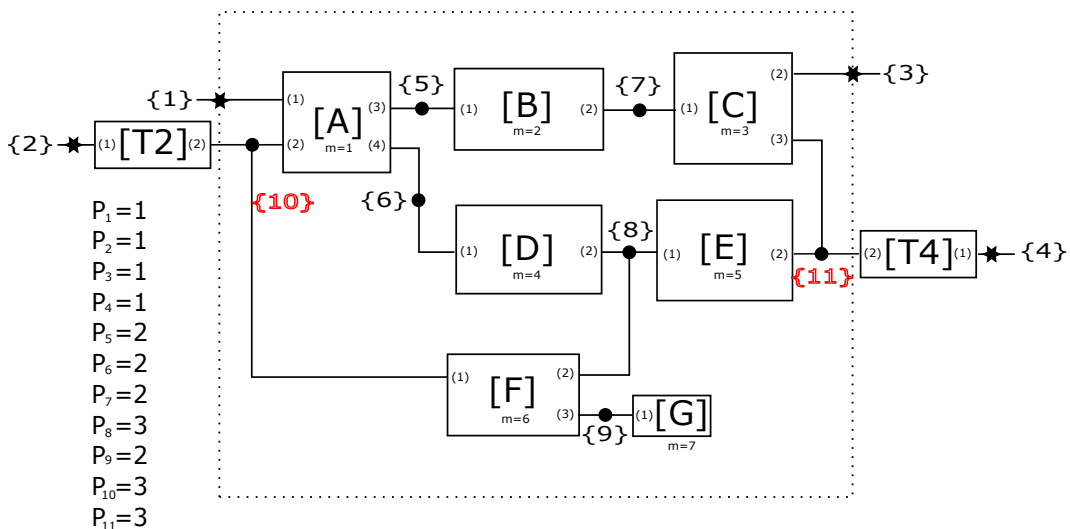 {1}
{2}
(1) [T2] (2)
{10}
(1)
(2)
[A]
m=1
(3)
(4)
{5}
(1) [B] (2)
m=2
{7}
(1) [C]
m=3
(2)
(3)
{3}
{6}
(1) [D] (2)
m=4
{8}
(1) [E] (2)
m=5
{11}
(2) [T4] (1)
{4}
(1) [F]
m=6
(2)
(3)
{9}
(1) [G]
m=7
P₁=1
P₂=1
P₃=1
P₄=1
P₅=2
P₆=2
P₇=2
P₈=3
P₉=2
P₁₀=3
P₁₁=3